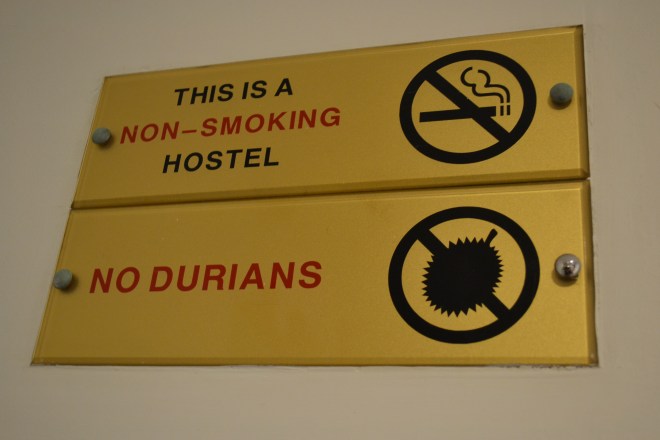 THIS IS A
NON-SMOKING
HOSTEL
NO DURIANS